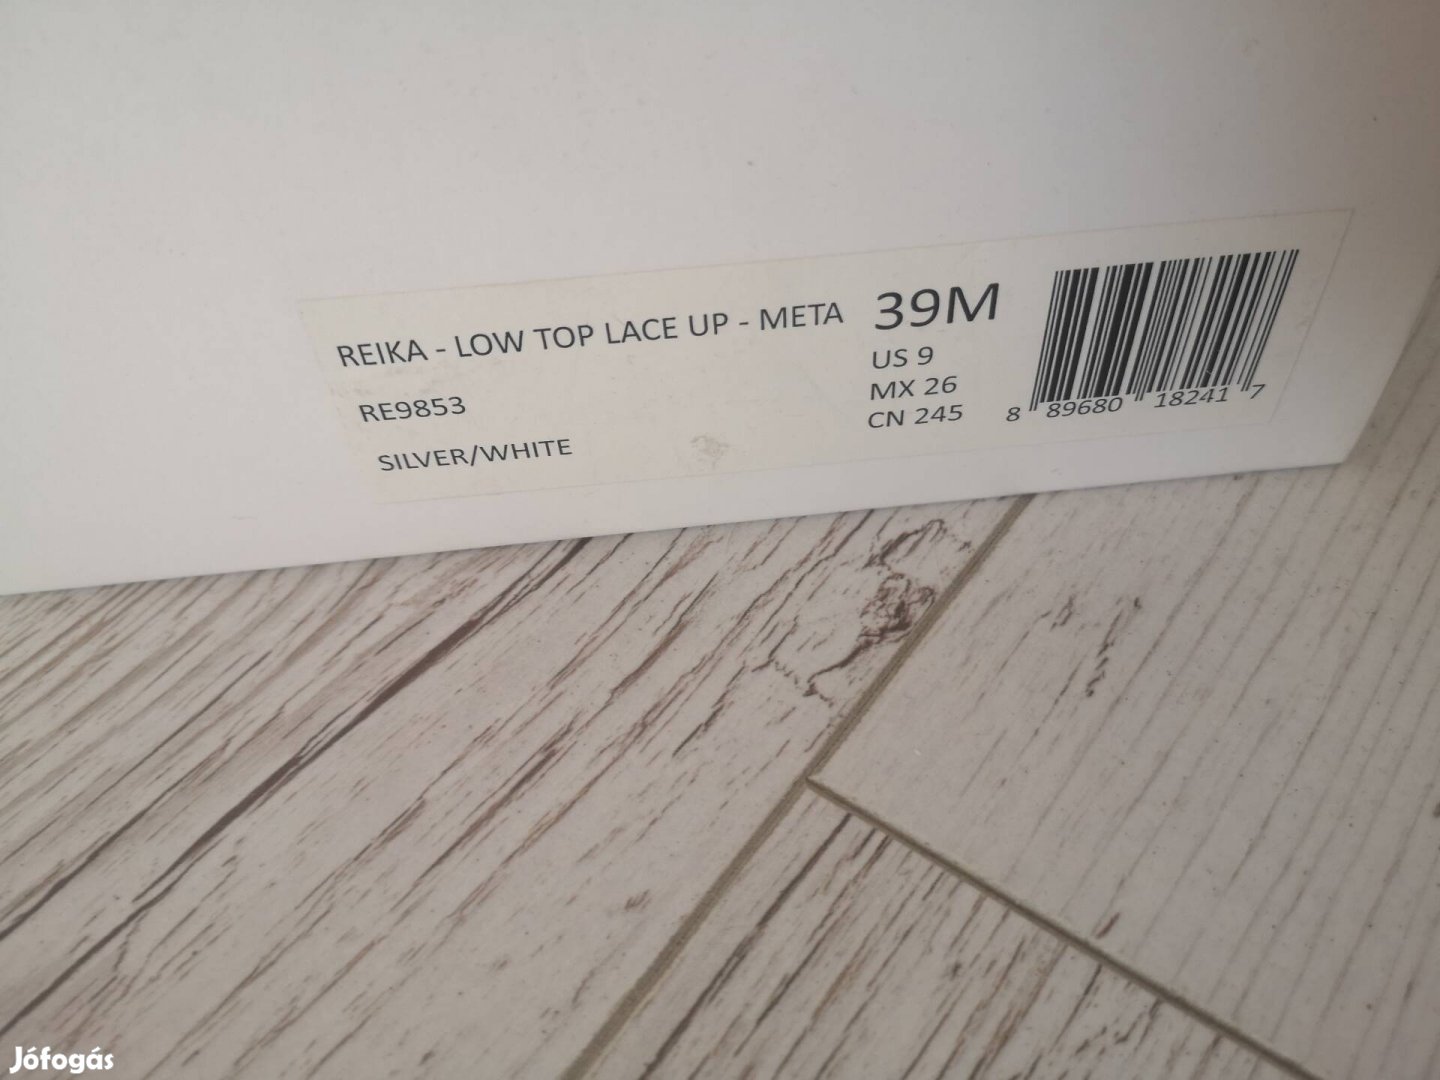 REIKA - LOW TOP LACE UP - META
RE9853
SILVER/WHITE
39M
US 9
MX 26
CN 245
8 89680 18241 7
Jófogás